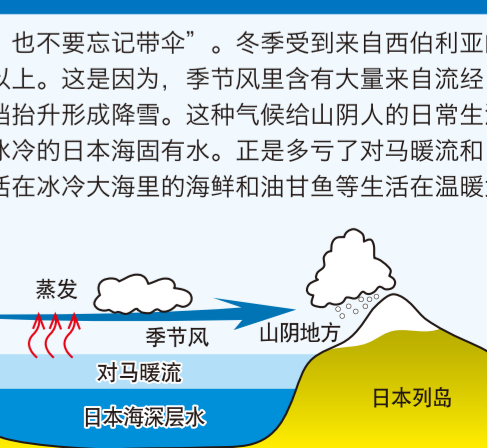 也不要忘记带伞”。冬季受到来自西伯利亚
以上。这是因为，季节风里含有大量来自流经
挡抬升形成降雪。这种气候给山阴人的日常生
冰冷的日本海固有水。正是多亏了对马暖流和
活在冰冷大海里的海鲜和油甘鱼等生活在温暖
蒸发
季节风
山阴地方
对马暖流
日本列岛
日本海深层水